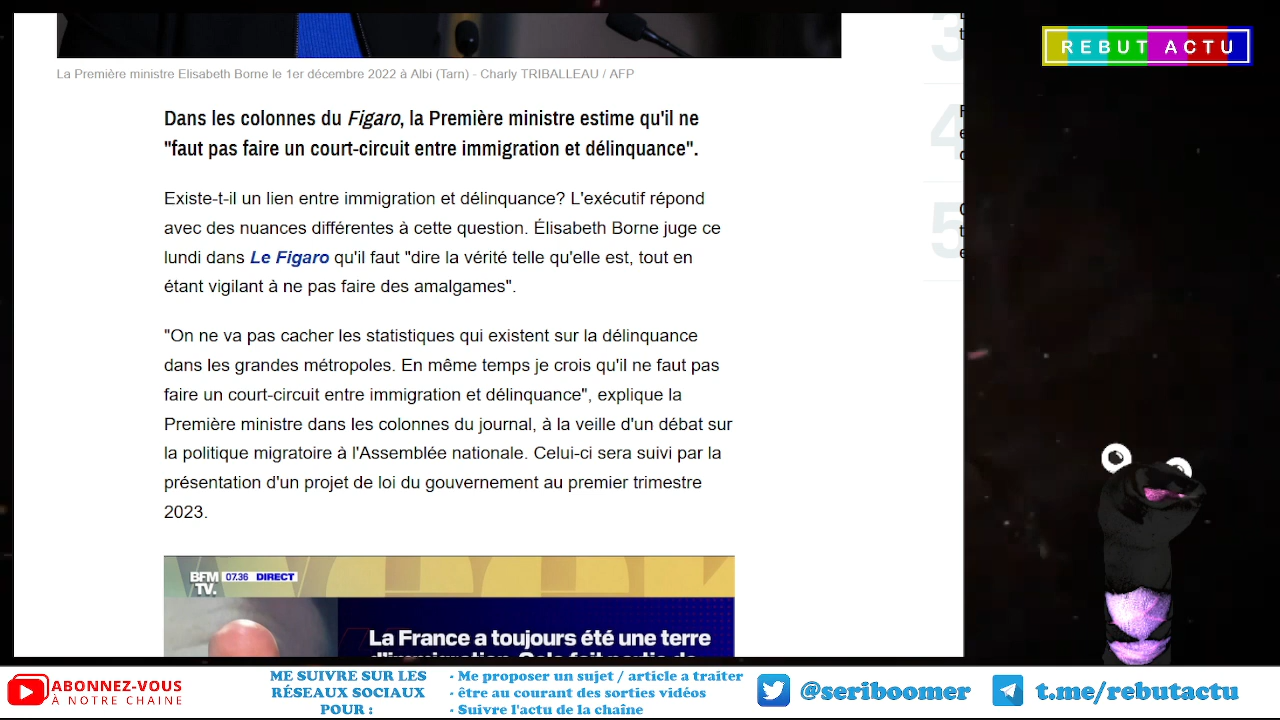 REBUT ACTU
La Première ministre Elisabeth Borne le 1er décembre 2022 à Albi (Tarn) - Charly TRIBALLEAU / AFP
3
4
5
Dans les colonnes du Figaro, la Première ministre estime qu'il ne
"faut pas faire un court-circuit entre immigration et délinquance".
Existe-t-il un lien entre immigration et délinquance? L'exécutif répond
avec des nuances différentes à cette question. Élisabeth Borne juge ce
lundi dans Le Figaro qu'il faut "dire la vérité telle qu'elle est, tout en
étant vigilant à ne pas faire des amalgames".
"On ne va pas cacher les statistiques qui existent sur la délinquance
dans les grandes métropoles. En même temps je crois qu'il ne faut pas
faire un court-circuit entre immigration et délinquance", explique la
Première ministre dans les colonnes du journal, à la veille d'un débat sur
la politique migratoire à l'Assemblée nationale. Celui-ci sera suivi par la
présentation d'un projet de loi du gouvernement au premier trimestre
2023.
BFM TV. 07.36 DIRECT
La France a toujours été une terre
d'immigration. Cela fait partie de
ABONNEZ-VOUS
À NOTRE CHAINE
ME SUIVRE SUR LES
RÉSEAUX SOCIAUX
POUR :
- Me proposer un sujet / article a traiter
- être au courant des sorties vidéos
- Suivre l'actu de la chaîne
@seriboomer
t.me/rebutactu